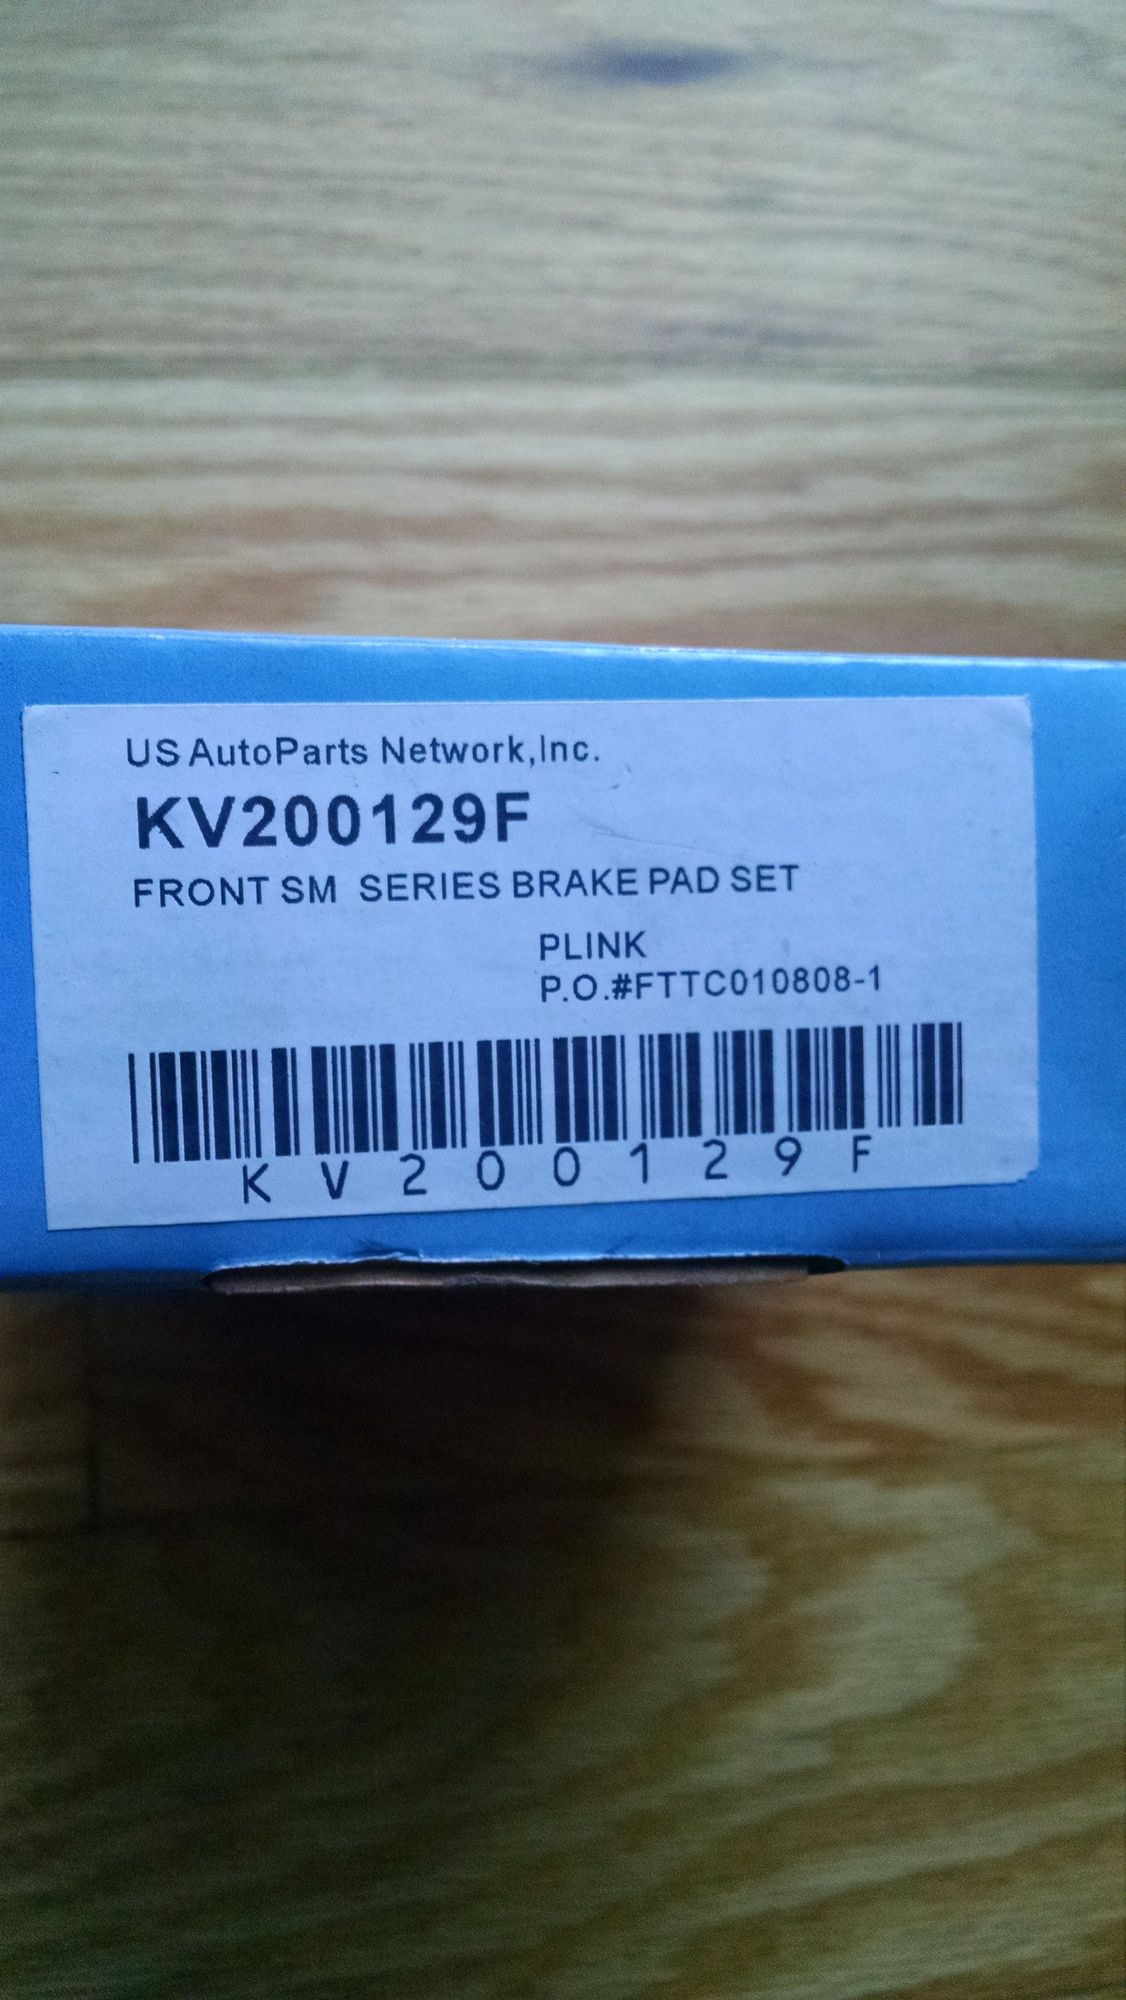 US AutoParts Network,Inc.
KV200129F
FRONT SM SERIES BRAKE PAD SET
PLINK
P.O.#FTTC010808-1
KV200129F